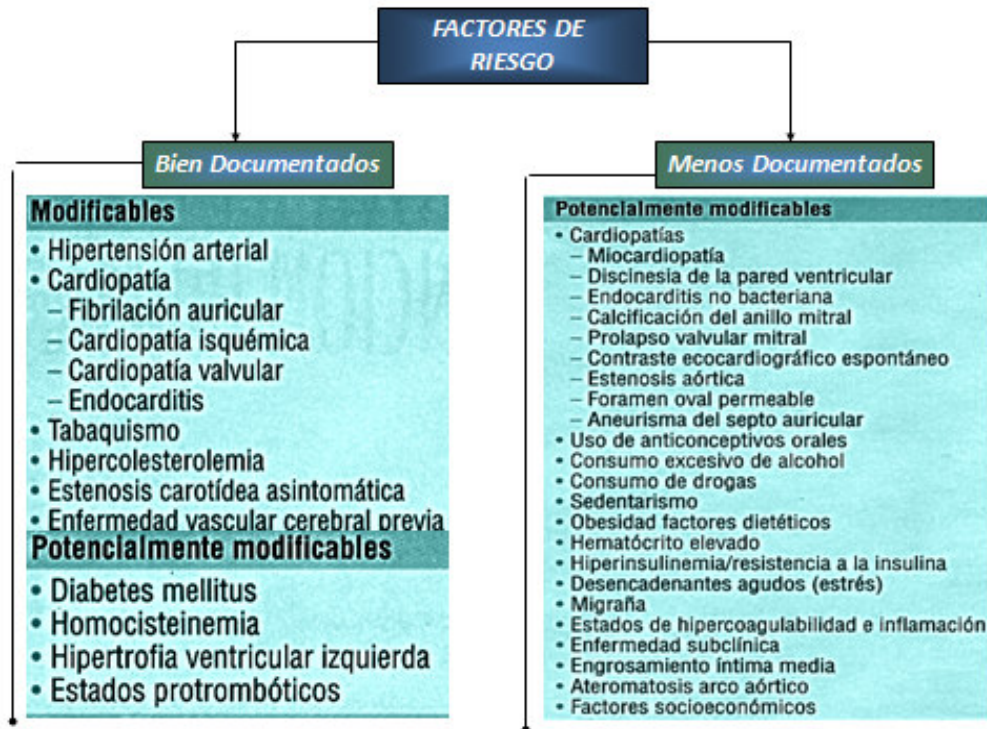 FACTORES DE
RIESGO
Bien Documentados
Modificables
• Hipertensión arterial
• Cardiopatía
– Fibrilación auricular
– Cardiopatía isquémica
– Cardiopatía valvular
– Endocarditis
• Tabaquismo
• Hipercolesterolemia
• Estenosis carotídea asintomática
• Enfermedad vascular cerebral previa
Potencialmente modificables
• Diabetes mellitus
• Homocisteinemia
• Hipertrofia ventricular izquierda
• Estados protrombóticos
Menos Documentados
Potencialmente modificables
• Cardiopatías
– Miocardiopatía
– Discinesia de la pared ventricular
– Endocarditis no bacteriana
– Calcificación del anillo mitral
– Prolapso valvular mitral
– Contraste ecocardiográfico espontáneo
– Estenosis aórtica
– Foramen oval permeable
– Aneurisma del septo auricular
• Uso de anticonceptivos orales
• Consumo excesivo de alcohol
• Consumo de drogas
• Sedentarismo
• Obesidad factores dietéticos
• Hematócrito elevado
• Hiperinsulinemia/resistencia a la insulina
• Desencadenantes agudos (estrés)
• Migraña
• Estados de hipercoagulabilidad e inflamación
• Enfermedad subclínica
• Engrosamiento íntima media
• Ateromatosis arco aórtico
• Factores socioeconómicos